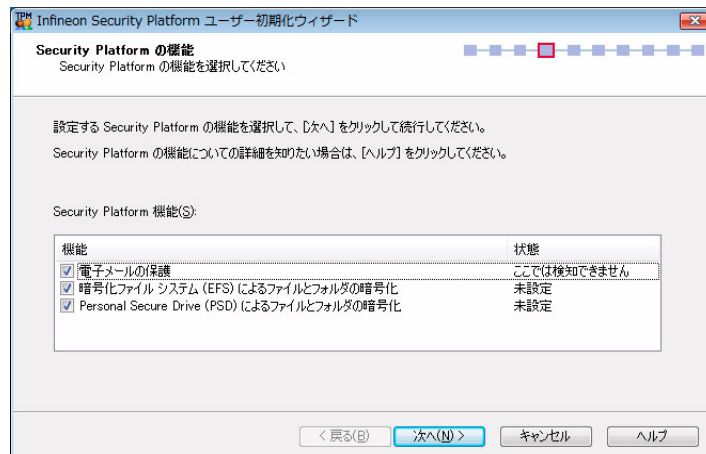 TPM
Infineon Security Platform ユーザー初期化ウィザード
Security Platform の機能
Security Platform の機能を選択してください
設定する Security Platform の機能を選択して、[次へ] をクリックして続行してください。
Security Platform の機能についての詳細を知りたい場合は、[ヘルプ] をクリックしてください。
Security Platform 機能(S):
機能 状態
電子メールの保護 ここでは検知できません
暗号化ファイル システム (EFS) によるファイルとフォルダの暗号化 未設定
Personal Secure Drive (PSD) によるファイルとフォルダの暗号化 未設定
< 戻る(B) 次へ(N) > キャンセル ヘルプ